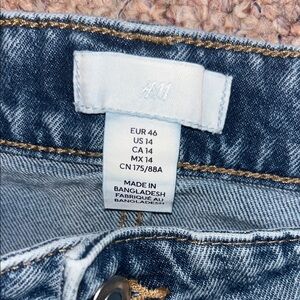 H&M
EUR 46
US 14
CA 14
MX 14
CN 175/88A
MADE IN
BANGLADESH
FABRIQUÉ AU
BANGLADESH